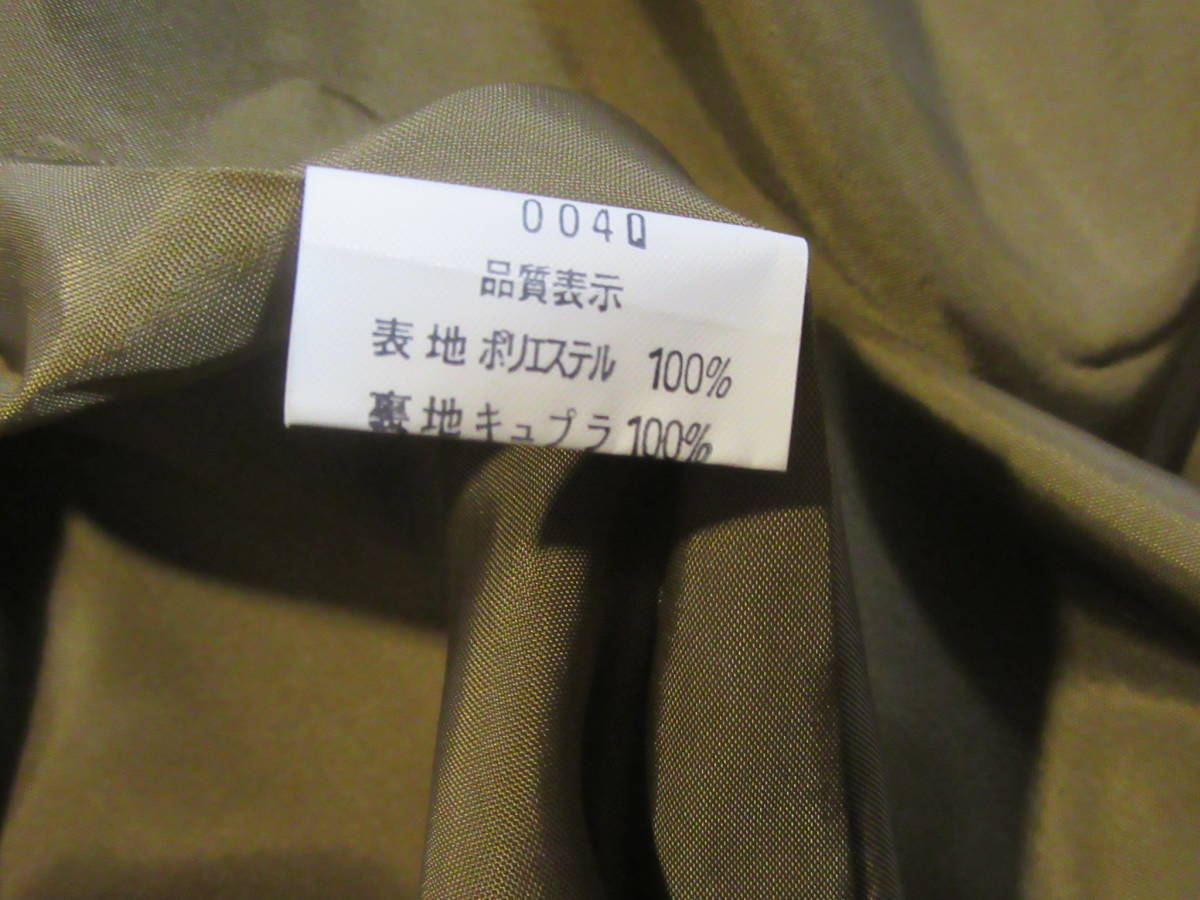 004Q
品質表示
表地 ポリエステル 100%
裏地 キュプラ 100%